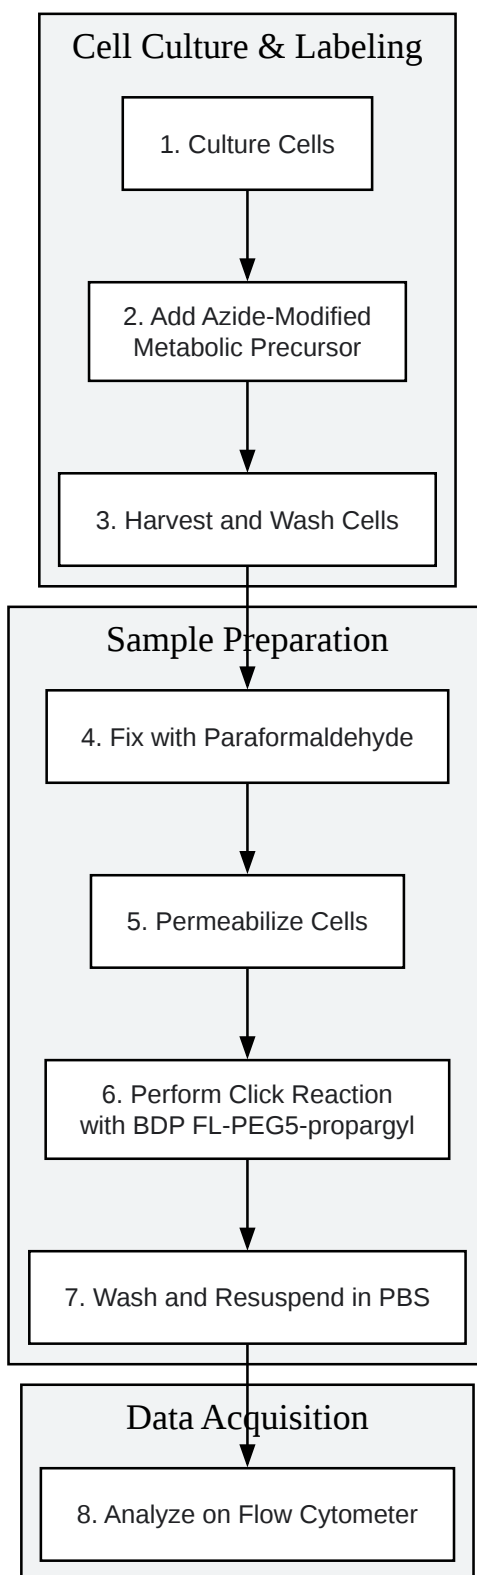 Cell Culture & Labeling
1. Culture Cells
2. Add Azide-Modified
Metabolic Precursor
3. Harvest and Wash Cells
Sample Preparation
4. Fix with Paraformaldehyde
5. Permeabilize Cells
6. Perform Click Reaction
with BDP FL-PEG5-propargyl
7. Wash and Resuspend in PBS
Data Acquisition
8. Analyze on Flow Cytometer